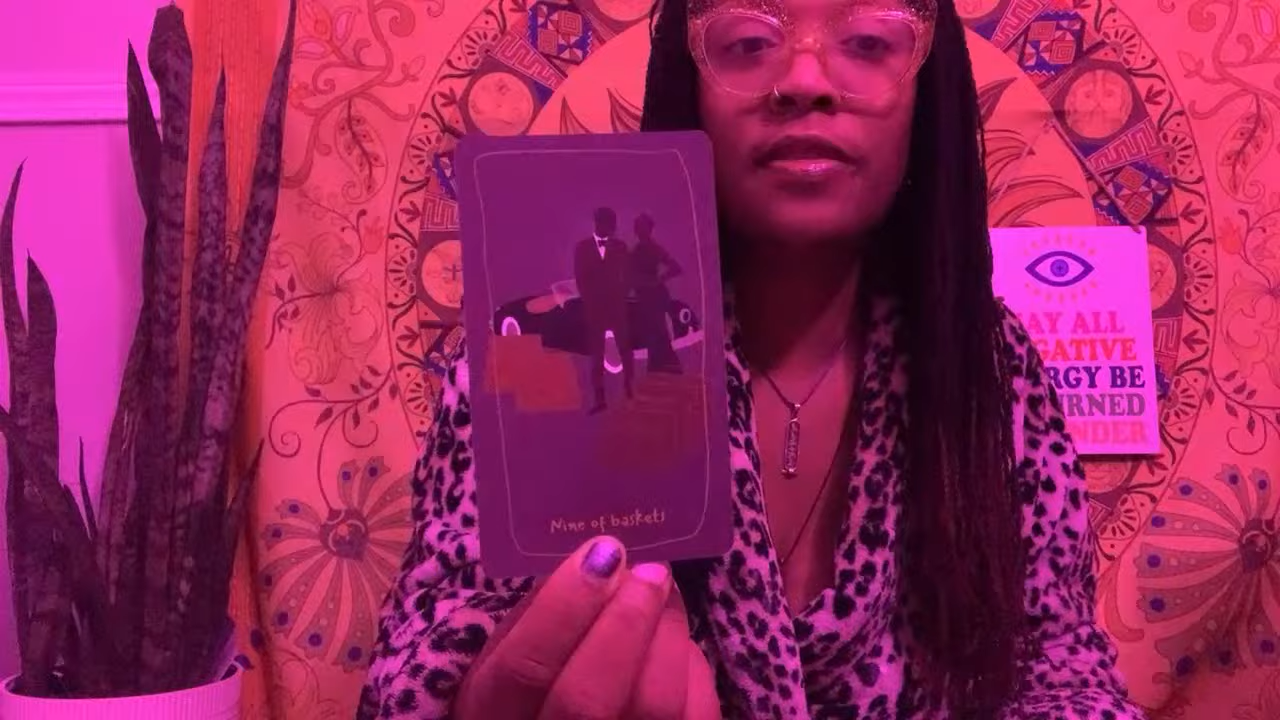 Nine of baskets
AY ALL
GATIVE
RGY BE
RNED
NDER